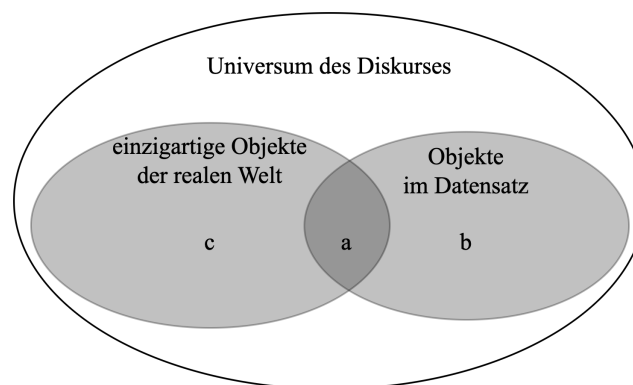 Universum des Diskurses
einzigartige Objekte
der realen Welt
Objekte
im Datensatz
c
a
b